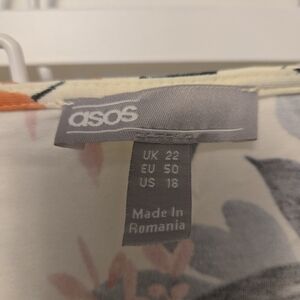 asos
UK 22
EU 50
US 18
Made In
Romania